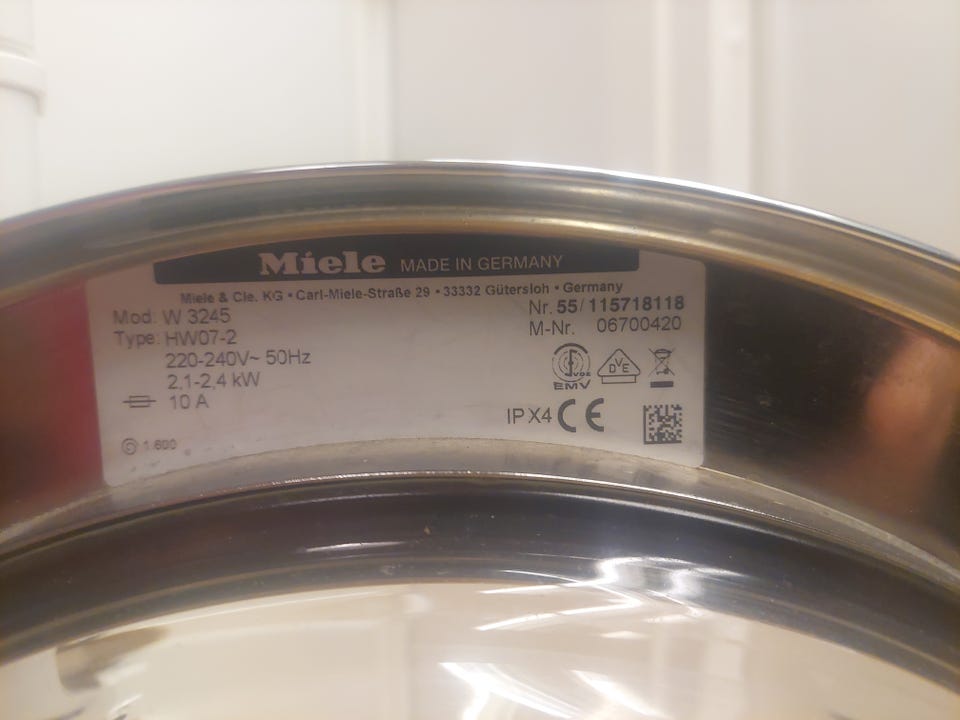 Miele MADE IN GERMANY
Miele & Cie. KG • Carl-Miele-Straße 29 • 33332 Gütersloh • Germany
Mod: W 3245
Type: HW07-2
220-240V~ 50Hz
2,1-2,4 kW
10 A
1.600
Nr. 55/ 115718118
M-Nr. 06700420
VDE
EMV
DVE
IP X4 CE